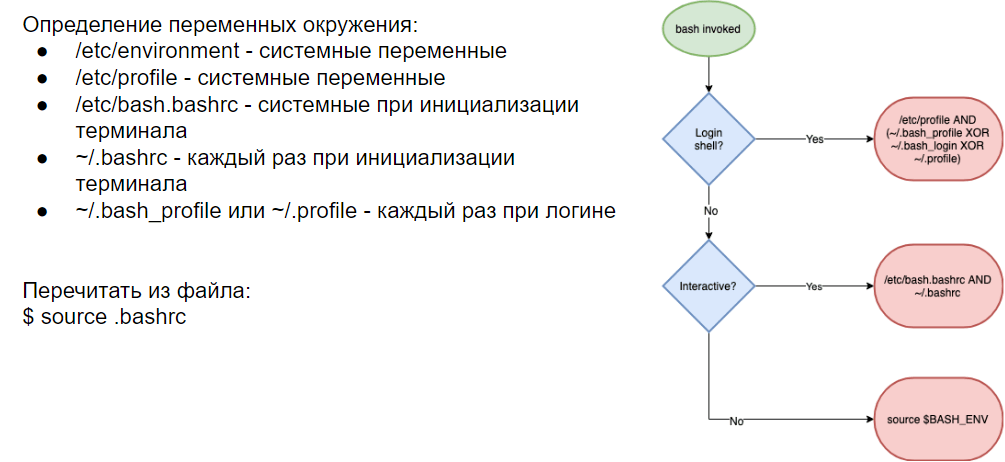 Определение переменных окружения:
● /etc/environment - системные переменные
● /etc/profile - системные переменные
● /etc/bash.bashrc - системные при инициализации
терминала
● ~/.bashrc - каждый раз при инициализации
терминала
● ~/.bash_profile или ~/.profile - каждый раз при логине
Перечитать из файла:
$ source .bashrc
bash invoked
Login
shell?
Yes
/etc/profile AND
(~/.bash_profile XOR
~/.bash_login XOR
~/.profile)
No
Interactive?
Yes
/etc/bash.bashrc AND
~/.bashrc
No
source $BASH_ENV